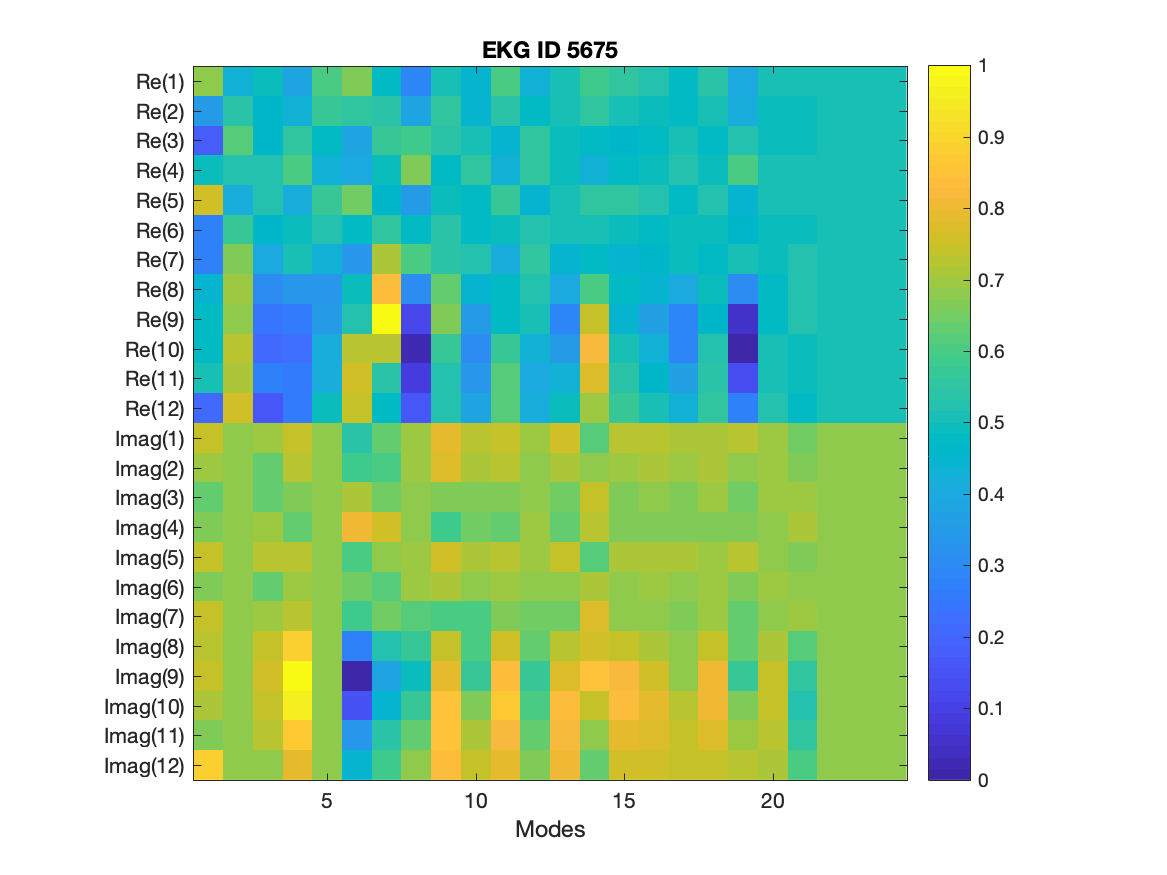 EKG ID 5675
Re(1)
Re(2)
Re(3)
Re(4)
Re(5)
Re(6)
Re(7)
Re(8)
Re(9)
Re(10)
Re(11)
Re(12)
Imag(1)
Imag(2)
Imag(3)
Imag(4)
Imag(5)
Imag(6)
Imag(7)
Imag(8)
Imag(9)
Imag(10)
Imag(11)
Imag(12)
5 10 15 20
Modes
1
0.9
0.8
0.7
0.6
0.5
0.4
0.3
0.2
0.1
0